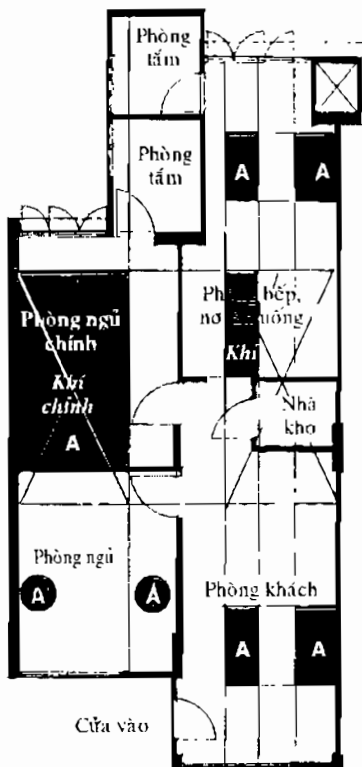 Phòng
tắm
Phòng
tắm
A A
Phòng ngủ
chính
Khí
chính
A
bếp,
uống
Khí
Nhà
kho
Phòng ngủ
A A
Phòng khách
A A
Cửa vào